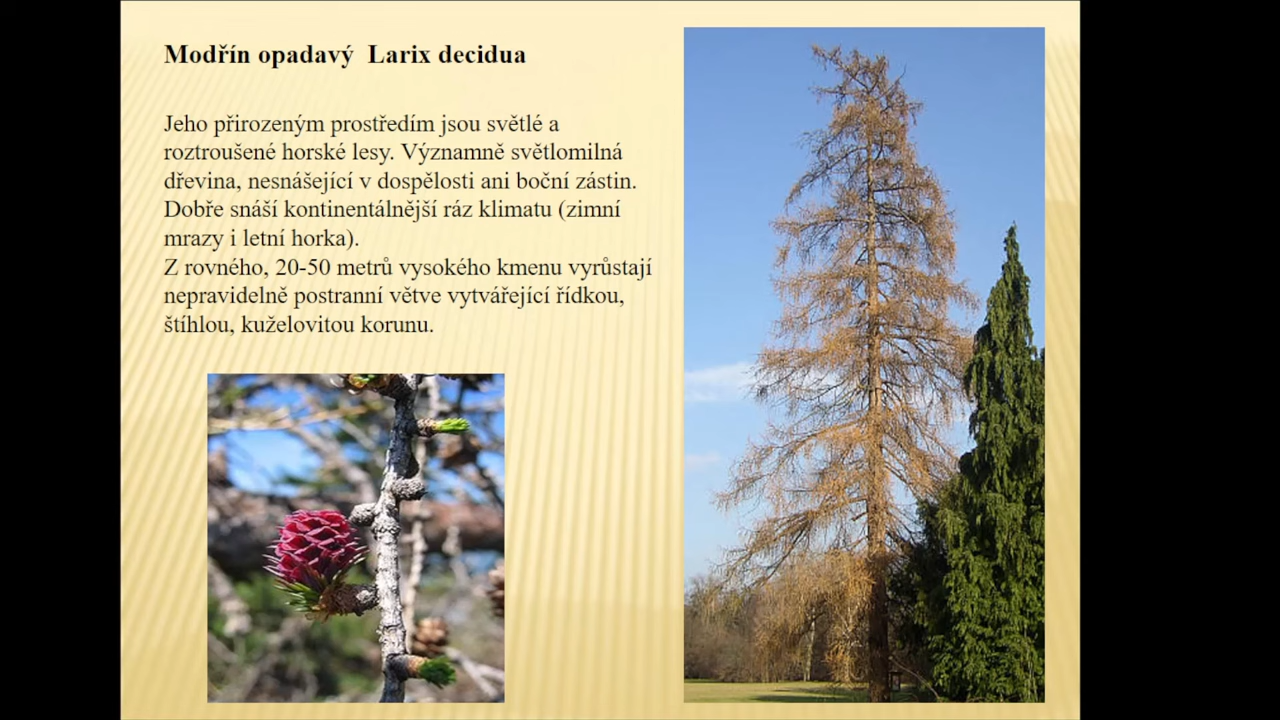 Modřín opadavý  Larix decidua
Jeho přirozeným prostředím jsou světlé a
roztroušené horské lesy. Významně světlomilná
dřevina, nesnášející v dospělosti ani boční zástin.
Dobře snáší kontinentálnější ráz klimatu (zimní
mrazy i letní horka).
Z rovného, 20-50 metrů vysokého kmenu vyrůstají
nepravidelně postranní větve vytvářející řídkou,
štíhlou, kuželovitou korunu.